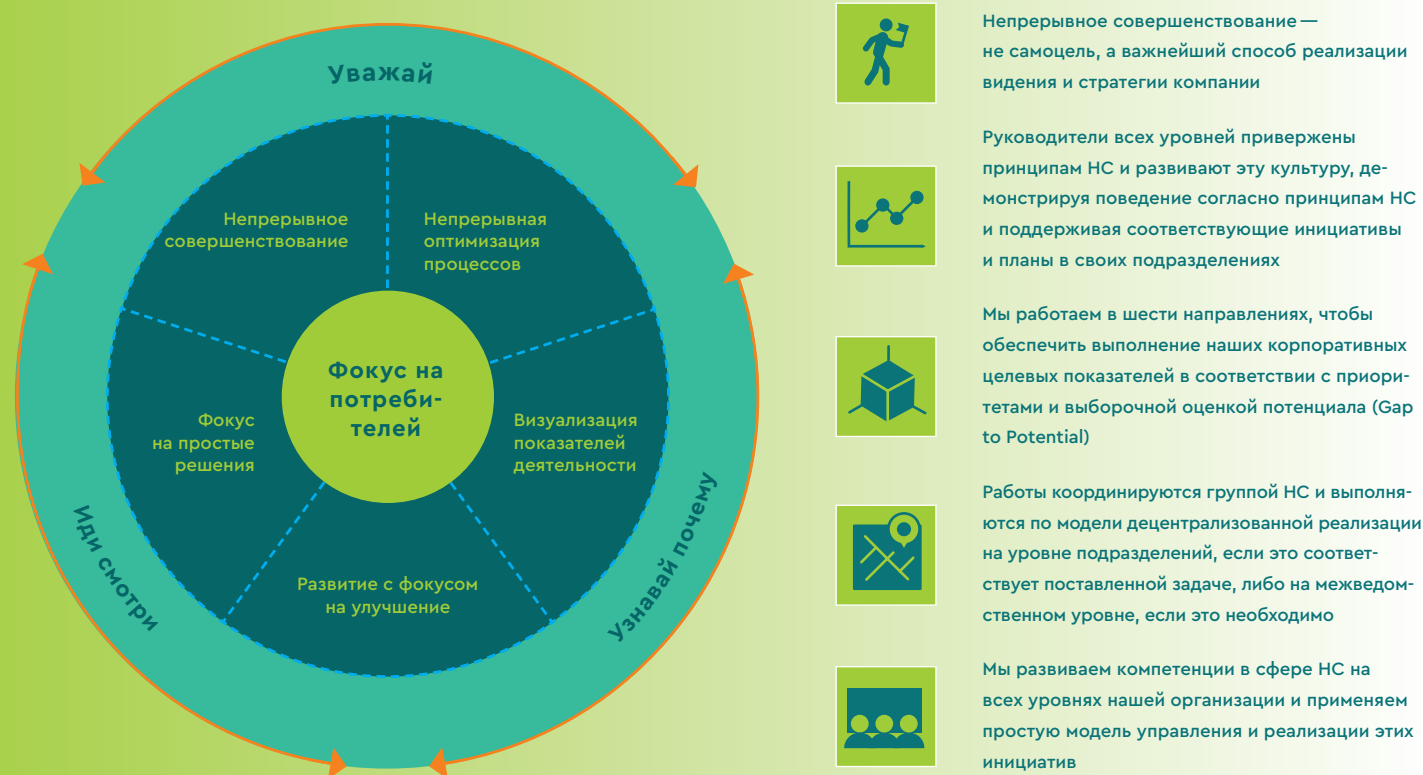 Уважай
Непрерывное
совершенствование
Непрерывная
оптимизация
процессов
Фокус на
потреби-
телей
Фокус
на простые
решения
Визуализация
показателей
деятельности
Развитие с фокусом
на улучшение
Иди смотри
Узнавай почему
Непрерывное совершенствование —
не самоцель, а важнейший способ реализации
видения и стратегии компании
Руководители всех уровней привержены
принципам НС и развивают эту культуру, де-
монстрируя поведение согласно принципам НС
и поддерживая соответствующие инициативы
и планы в своих подразделениях
Мы работаем в шести направлениях, чтобы
обеспечить выполнение наших корпоративных
целевых показателей в соответствии с приори-
тетами и выборочной оценкой потенциала (Gap
to Potential)
Работы координируются группой НС и выполня-
ются по модели децентрализованной реализации
на уровне подразделений, если это соответ-
ствует поставленной задаче, либо на межведом-
ственном уровне, если это необходимо
Мы развиваем компетенции в сфере НС на
всех уровнях нашей организации и применяем
простую модель управления и реализации этих
инициатив